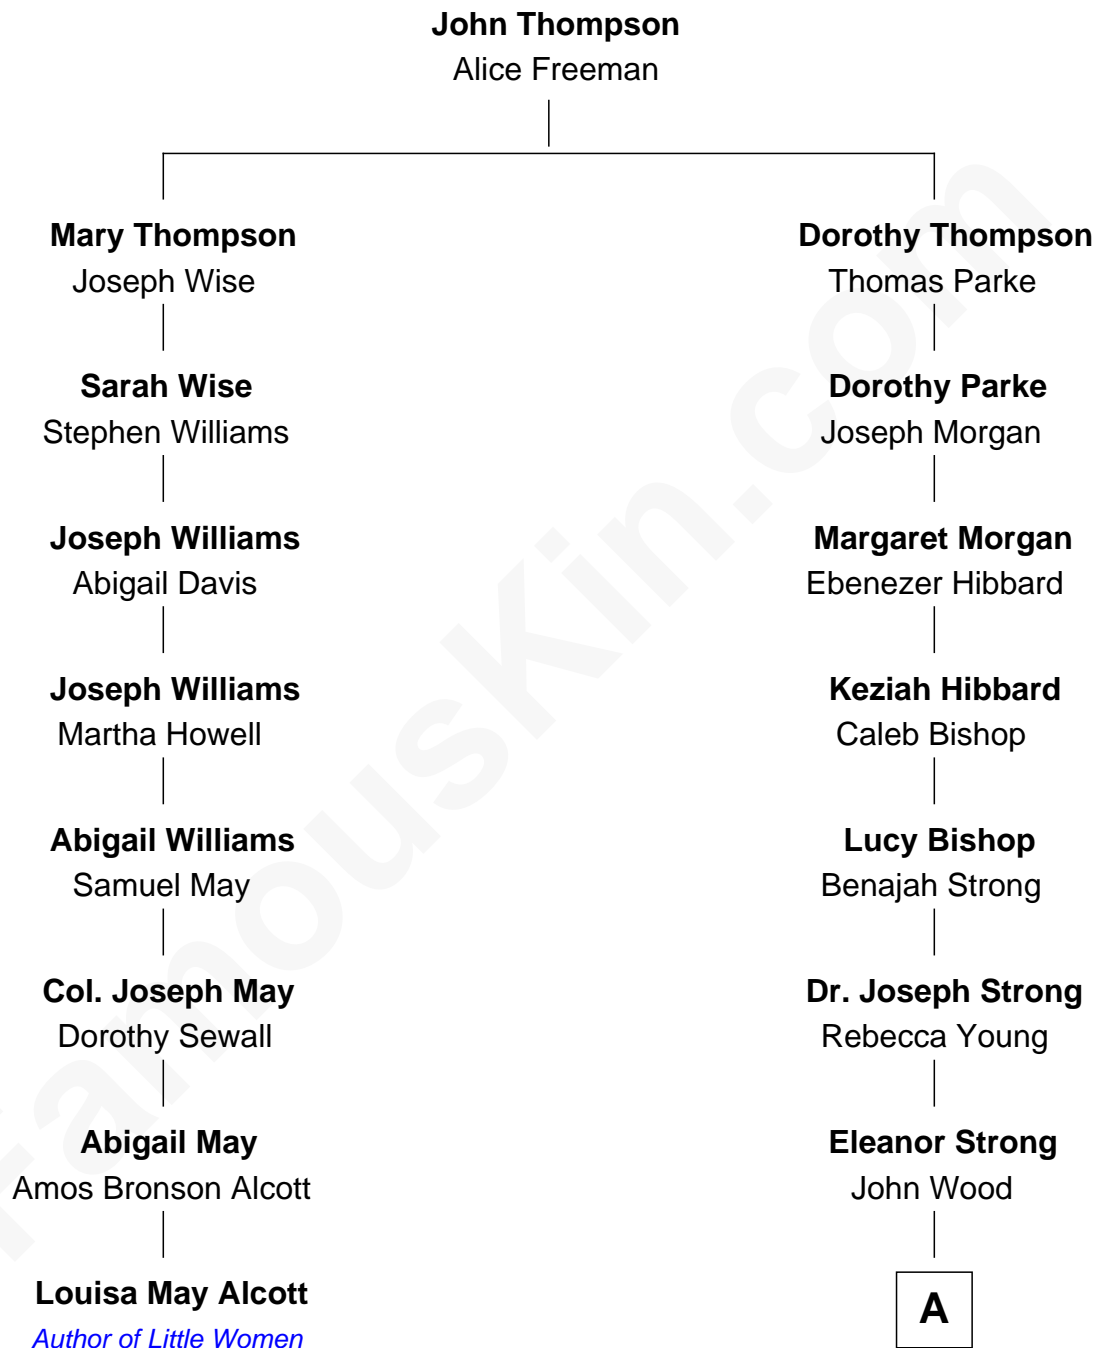 John Thompson
Alice Freeman
Mary Thompson
Joseph Wise
Sarah Wise
Stephen Williams
Joseph Williams
Abigail Davis
Joseph Williams
Martha Howell
Abigail Williams
Samuel May
Col. Joseph May
Dorothy Sewall
Abigail May
Amos Bronson Alcott
Louisa May Alcott
Author of Little Women
Dorothy Thompson
Thomas Parke
Dorothy Parke
Joseph Morgan
Margaret Morgan
Ebenezer Hibbard
Keziah Hibbard
Caleb Bishop
Lucy Bishop
Benajah Strong
Dr. Joseph Strong
Rebecca Young
Eleanor Strong
John Wood
A
FamousKin.com